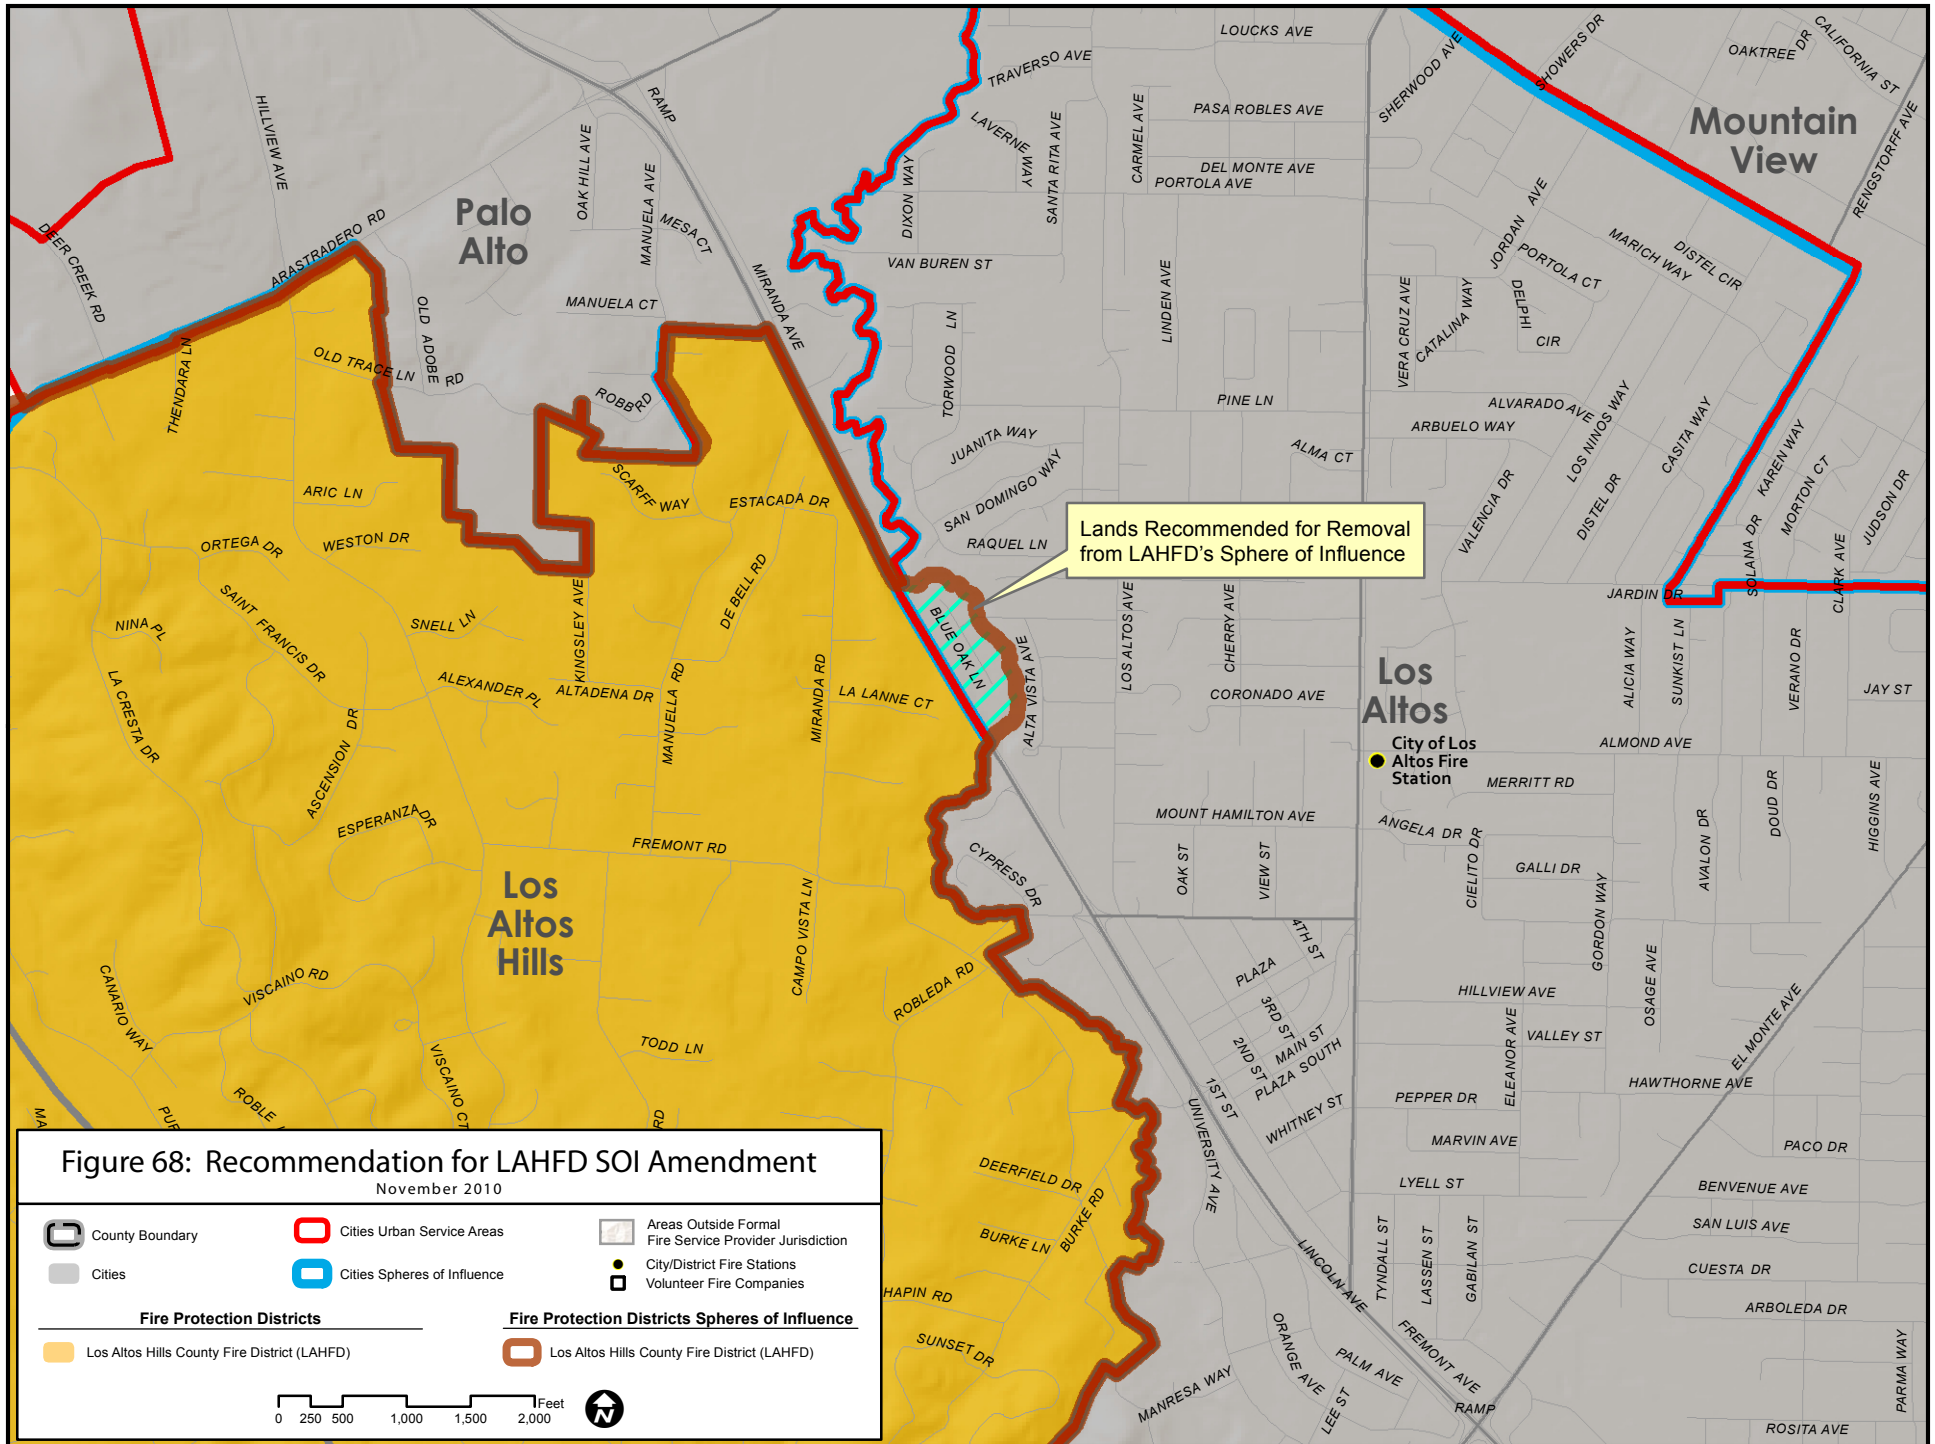 LOUCKS AVE
TRAVERSO AVE
SHERWOOD AVE
SHOWERS DR
OAKTREE DR
CALIFORNIA ST
HILLVIEW AVE
RAMP
OAK HILL AVE
MANUELA AVE
MESA CT
LAVERNE WAY
SANTA RITA AVE
CARMEL AVE
PASA ROBLES AVE
DEL MONTE AVE
PORTOLA AVE
DIXON WAY
Mountain
View
RENGSTORFF AVE
Palo
Alto
DEER CREEK RD
ARASTRADERO RD
VAN BUREN ST
JORDAN AVE
PORTOLA CT
MARICH WAY
DISTEL CIR
MIRANDA AVE
MANUELA CT
OLD ADOBE RD
OLD TRACE LN
THENDARA LN
ROBB RD
TORWOOD LN
LINDEN AVE
VERA CRUZ AVE
CATALINA WAY
DELPHI CIR
PINE LN
ALVARADO AVE
ARBUELO WAY
LOS NINOS WAY
CASITA WAY
KAREN WAY
MORTON CT
JUDSON DR
JUANITA WAY
SAN DOMINGO WAY
RAQUEL LN
ALMA CT
VALENCIA DR
DISTEL DR
SOLANA DR
CLARK AVE
ARIC LN
SCARFF WAY
ESTACADA DR
ORTEGA DR
WESTON DR
Lands Recommended for Removal
from LAHFD's Sphere of Influence
SAINT FRANCIS DR
NINA PL
SNELL LN
KINGSLEY AVE
DE BELL RD
BLUE OAK LN
ALTA VISTA AVE
LOS ALTOS AVE
CHERRY AVE
JARDIN DR
ALICIA WAY
SUNKIST LN
VERANO DR
JAY ST
LA CRESTA DR
ALEXANDER PL
ALTADENA DR
MANUELLA RD
MIRANDA RD
LA LANNE CT
CORONADO AVE
Los
Altos
City of Los
Altos Fire
Station
ALMOND AVE
MERRITT RD
ASCENSION DR
ESPERANZA DR
FREMONT RD
MOUNT HAMILTON AVE
ANGELA DR
CIELITO DR
GALLI DR
AVALON DR
DOUD DR
HIGGINS AVE
CYPRESS DR
OAK ST
VIEW ST
GORDON WAY
Los
Altos
Hills
CAMPO VISTA LN
CANARIO WAY
VISCAINO RD
ROBLEDA RD
4TH ST
PLAZA
3RD ST
MAIN ST
2ND ST
PLAZA SOUTH
1ST ST
WHITNEY ST
HILLVIEW AVE
ELEANOR AVE
VALLEY ST
OSAGE AVE
EL MONTE AVE
HAWTHORNE AVE
TODD LN
VISCAINO CT
ROBLE
PUR
MA
RD
UNIVERSITY AVE
PEPPER DR
MARVIN AVE
PACO DR
LYELL ST
BENVENUE AVE
SAN LUIS AVE
DEERFIELD DR
BURKE RD
BURKE LN
LINCOLN AVE
TYNDALL ST
LASSEN ST
GABILAN ST
CUESTA DR
ARBOLEDA DR
HAPIN RD
SUNSET DR
ORANGE AVE
PALM AVE
FREMONT AVE
MANRESA WAY
LEE ST
RAMP
PARMA WAY
ROSITA AVE
Figure 68: Recommendation for LAHFD SOI Amendment
November 2010
County Boundary
Cities Urban Service Areas
Areas Outside Formal
Fire Service Provider Jurisdiction
Cities
Cities Spheres of Influence
City/District Fire Stations
Volunteer Fire Companies
Fire Protection Districts
Fire Protection Districts Spheres of Influence
Los Altos Hills County Fire District (LAHFD)
Los Altos Hills County Fire District (LAHFD)
Feet
0 250 500 1,000 1,500 2,000
N